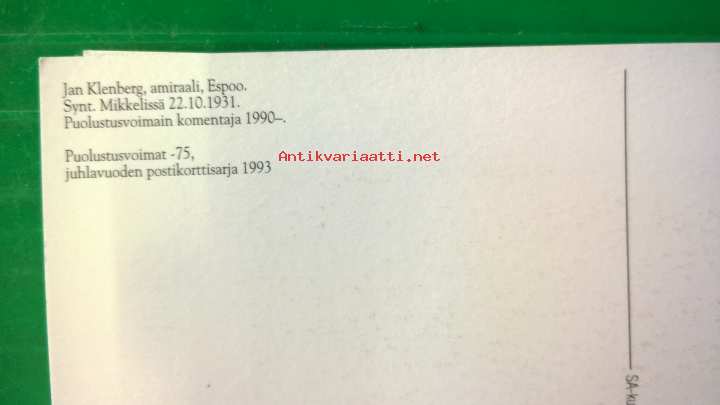 Jan Klenberg, amiraali, Espoo.
Synt. Mikkelissä 22.10.1931.
Puolustusvoimain komentaja 1990–.
Puolustusvoimat -75,
juhlavuoden postikorttisarja 1993
Antikvariaatti.net